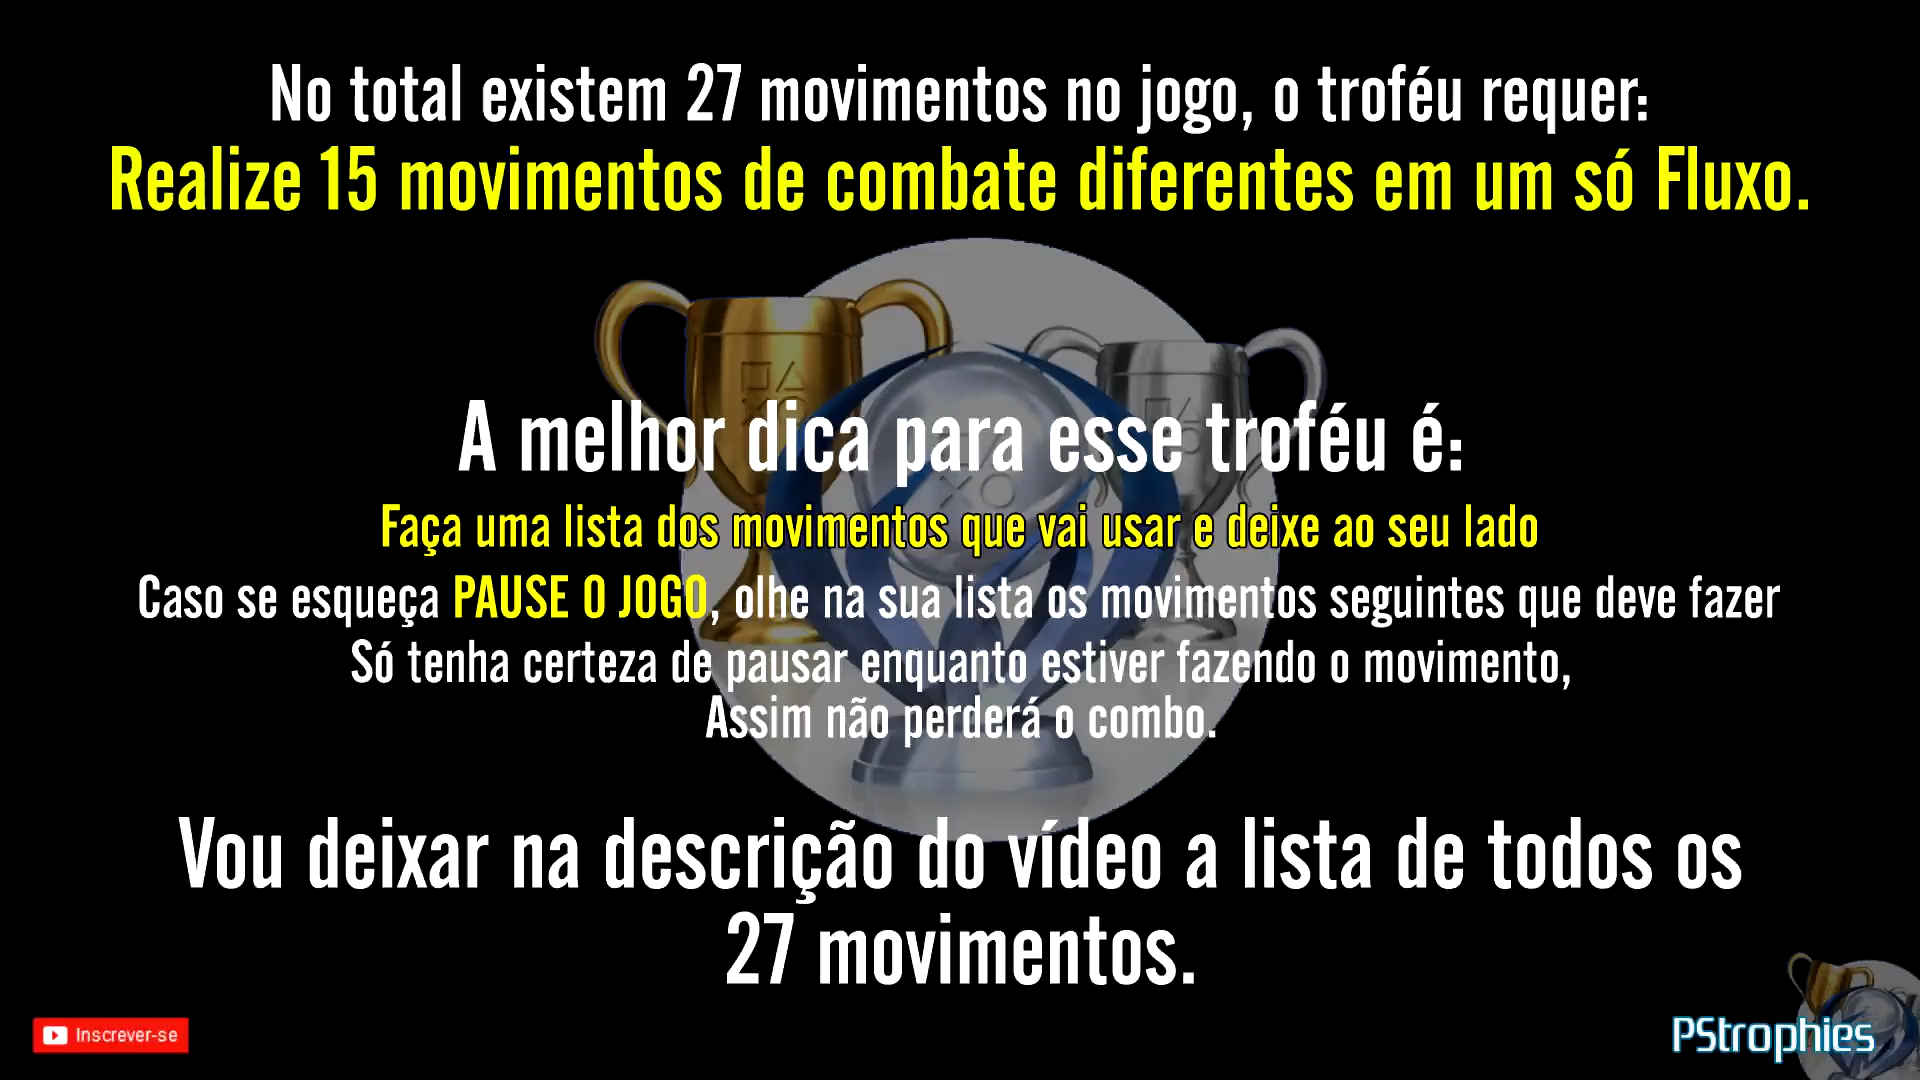 No total existem 27 movimentos no jogo, o troféu requer:
Realize 15 movimentos de combate diferentes em um só Fluxo.
A melhor dica para esse troféu é:
Faça uma lista dos movimentos que vai usar e deixe ao seu lado
Caso se esqueça PAUSE O JOGO, olhe na sua lista os movimentos seguintes que deve fazer
Só tenha certeza de pausar enquanto estiver fazendo o movimento,
Assim não perderá o combo.
Vou deixar na descrição do vídeo a lista de todos os
27 movimentos.
Inscrever-se
PStrophies